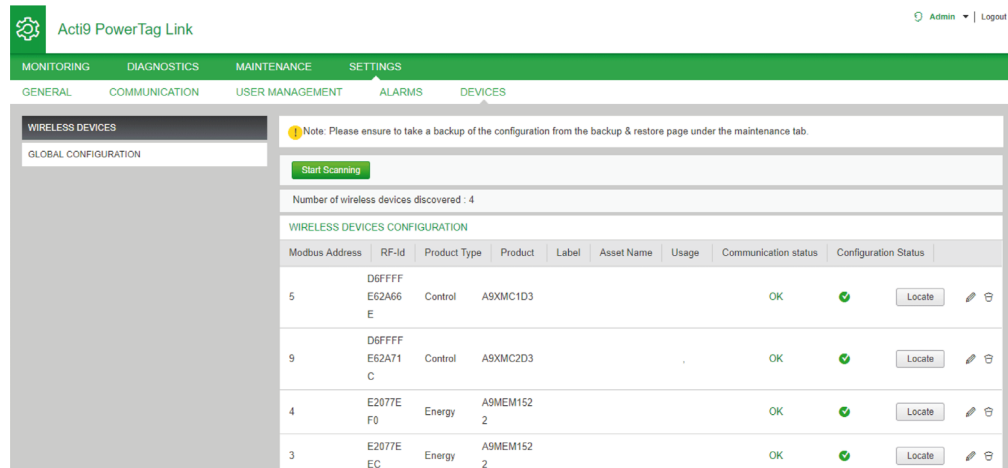 Acti9 PowerTag Link
Admin | Logout
MONITORING DIAGNOSTICS MAINTENANCE SETTINGS
GENERAL COMMUNICATION USER MANAGEMENT ALARMS DEVICES
WIRELESS DEVICES
GLOBAL CONFIGURATION
! Note: Please ensure to take a backup of the configuration from the backup & restore page under the maintenance tab.
Start Scanning
Number of wireless devices discovered : 4
WIRELESS DEVICES CONFIGURATION
Modbus Address RF-Id Product Type Product Label Asset Name Usage Communication status Configuration Status
D6FFFF
5 E62A66 Control A9XMC1D3 OK Locate
E
D6FFFF
9 E62A71 Control A9XMC2D3 OK Locate
C
E2077E A9MEM152
4 Energy OK Locate
F0 2
E2077E A9MEM152
3 Energy OK Locate
EC 2